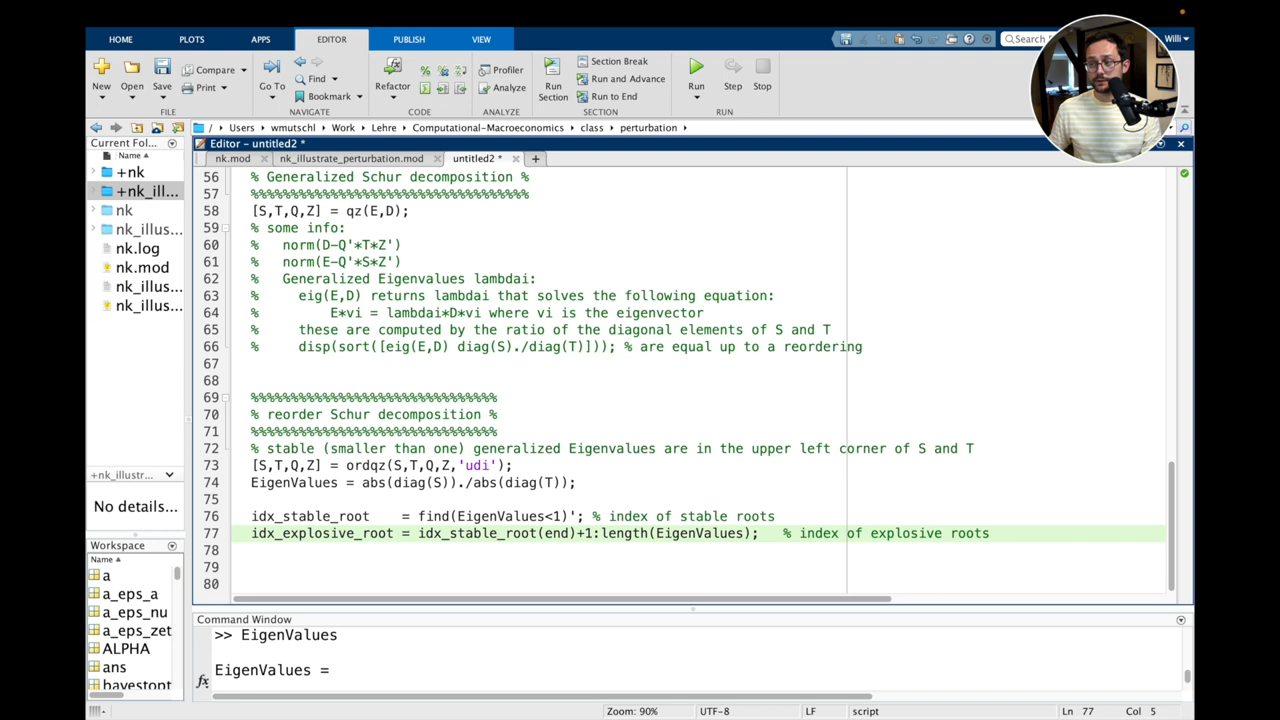 HOME PLOTS APPS EDITOR PUBLISH VIEW
Search
Willi
New Open Save Compare Print
FILE
Go To Find Bookmark
NAVIGATE
Refactor
CODE
Profiler
Analyze
ANALYZE
Run Section
Section Break
Run and Advance
Run to End
SECTION
Run Step Stop
RUN
/ Users wmutschl Work Lehre Computational-Macroeconomics class perturbation
Current Fol...
Name
+nk
+nk_ill...
nk
nk_illus...
nk.log
nk.mod
nk_illus...
nk_illus...
+nk_illustr...
No details...
Workspace
Name
a
a_eps_a
a_eps_nu
a_eps_zet
ALPHA
ans
bayestopt
Editor - untitled2 *
nk.mod nk_illustrate_perturbation.mod untitled2 *
56 % Generalized Schur decomposition %
57 %%%%%%%%%%%%%%%%%%%%%%%%%%%%%%%%%%%
58 [S,T,Q,Z] = qz(E,D);
59 % some info:
60 %   norm(D-Q'*T*Z')
61 %   norm(E-Q'*S*Z')
62 %   Generalized Eigenvalues lambdai:
63 %     eig(E,D) returns lambdai that solves the following equation:
64 %         E*vi = lambdai*D*vi where vi is the eigenvector
65 %     these are computed by the ratio of the diagonal elements of S and T
66 %     disp(sort([eig(E,D) diag(S)./diag(T)])); % are equal up to a reordering
67
68
69 %%%%%%%%%%%%%%%%%%%%%%%%%%%%%%%
70 % reorder Schur decomposition %
71 %%%%%%%%%%%%%%%%%%%%%%%%%%%%%%%
72 % stable (smaller than one) generalized Eigenvalues are in the upper left corner of S and T
73 [S,T,Q,Z] = ordqz(S,T,Q,Z,'udi');
74 EigenValues = abs(diag(S))./abs(diag(T));
75
76 idx_stable_root    = find(EigenValues<1)'; % index of stable roots
77 idx_explosive_root = idx_stable_root(end)+1:length(EigenValues);   % index of explosive roots
78
79
80
Command Window
>> EigenValues
EigenValues =
fx
Zoom: 90% UTF-8 LF script Ln 77 Col 5